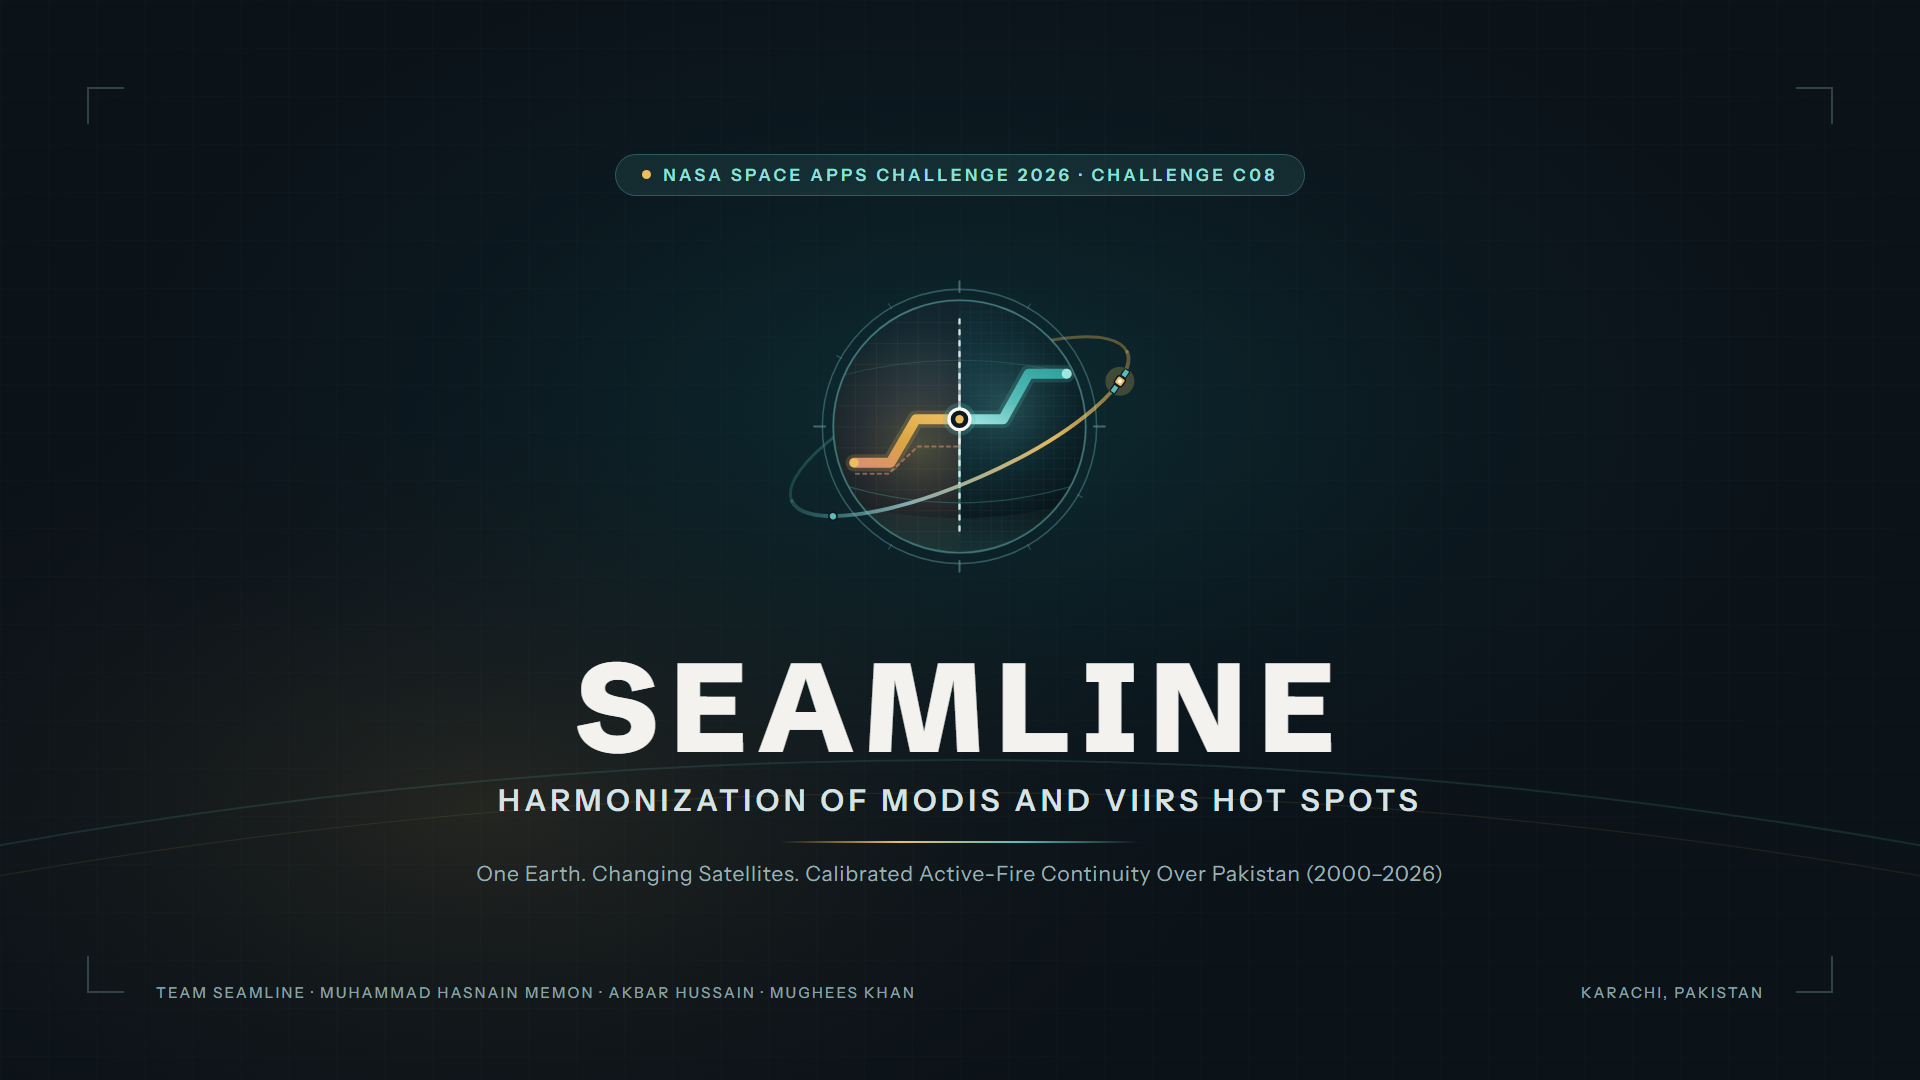 NASA SPACE APPS CHALLENGE 2026 · CHALLENGE C08
SEAMLINE
HARMONIZATION OF MODIS AND VIIRS HOT SPOTS
One Earth. Changing Satellites. Calibrated Active-Fire Continuity Over Pakistan (2000–2026)
TEAM SEAMLINE · MUHAMMAD HASNAIN MEMON · AKBAR HUSSAIN · MUGHEES KHAN
KARACHI, PAKISTAN